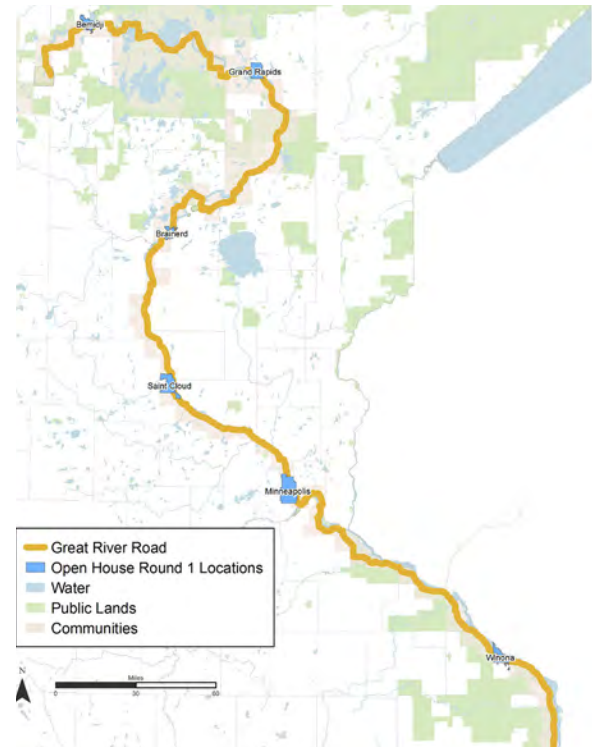 Bemidji
Grand Rapids
Brainerd
Saint Cloud
Minneapolis
Great River Road
Open House Round 1 Locations
Water
Public Lands
Communities
Winona
N
Miles
0 30 60